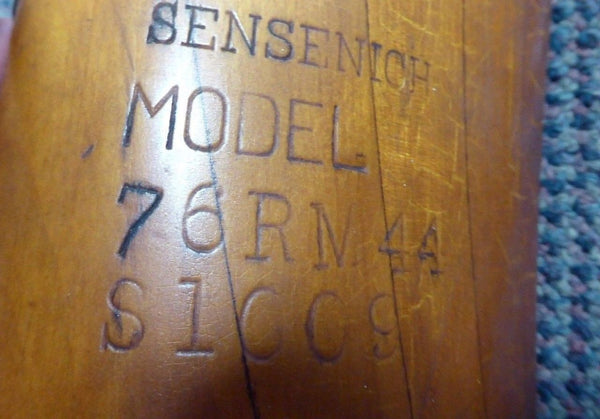 SENSENICH
MODEL
76RM44
S1009